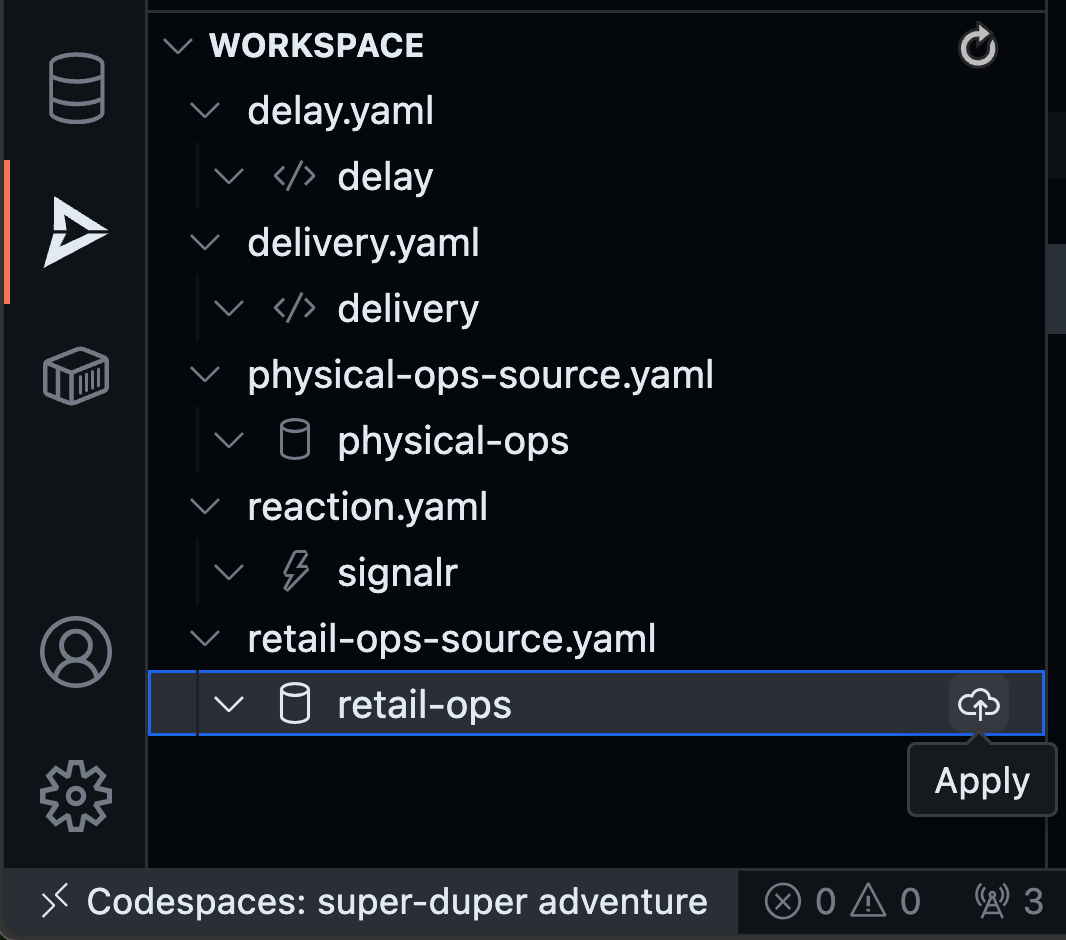 WORKSPACE
delay.yaml
delay
delivery.yaml
delivery
physical-ops-source.yaml
physical-ops
reaction.yaml
signalr
retail-ops-source.yaml
retail-ops
Apply
Codespaces: super-duper adventure 0 0 3